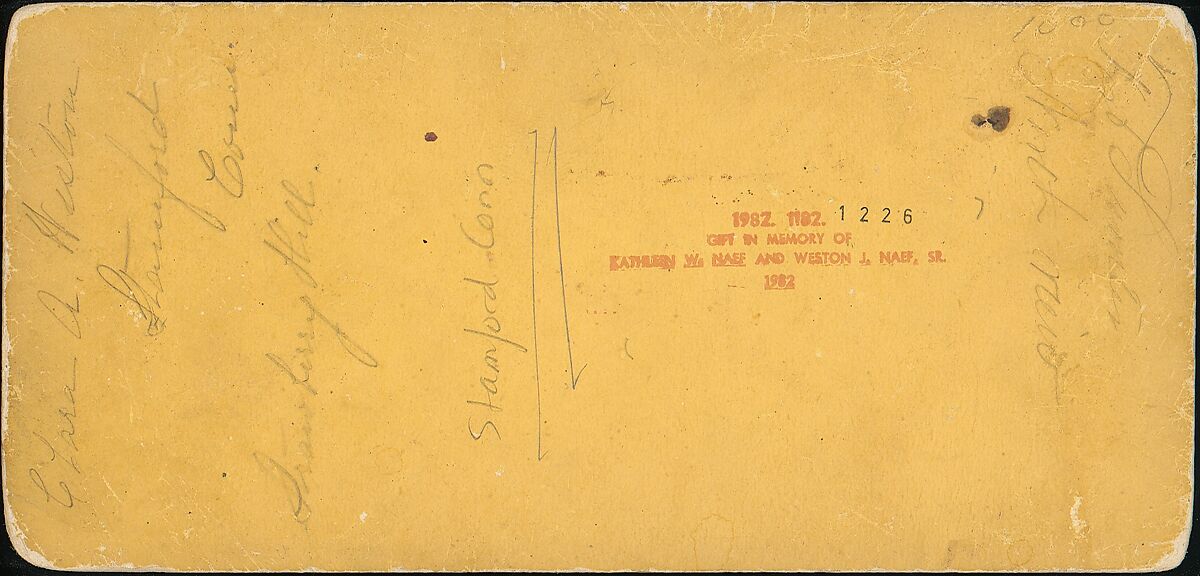 Clara A. Weston
Stamford
Conn.
Strawberry Hill.
Stamford-Conn
1982. 1182. 1226
GIFT IN MEMORY OF
KATHLEEN W. NAEF AND WESTON J. NAEF, SR.
1982